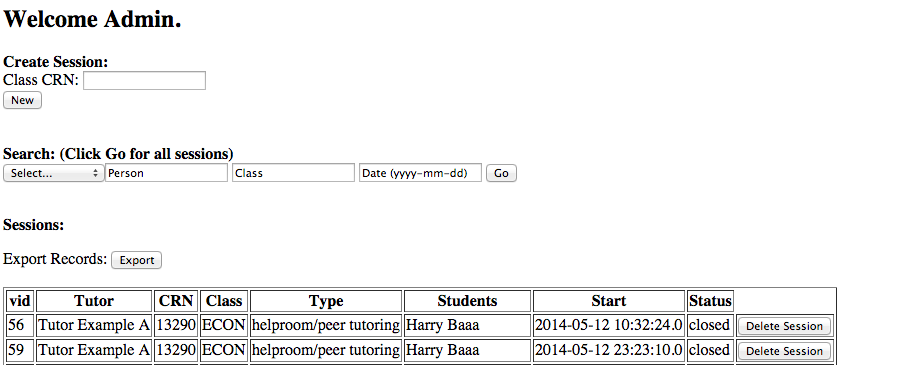 Welcome Admin.
Create Session:
Class CRN:
New
Search: (Click Go for all sessions)
Select... Person Class Date (yyyy-mm-dd) Go
Sessions:
Export Records: Export
vid Tutor CRN Class Type Students Start Status
56 Tutor Example A 13290 ECON helproom/peer tutoring Harry Baaa 2014-05-12 10:32:24.0 closed Delete Session
59 Tutor Example A 13290 ECON helproom/peer tutoring Harry Baaa 2014-05-12 23:23:10.0 closed Delete Session